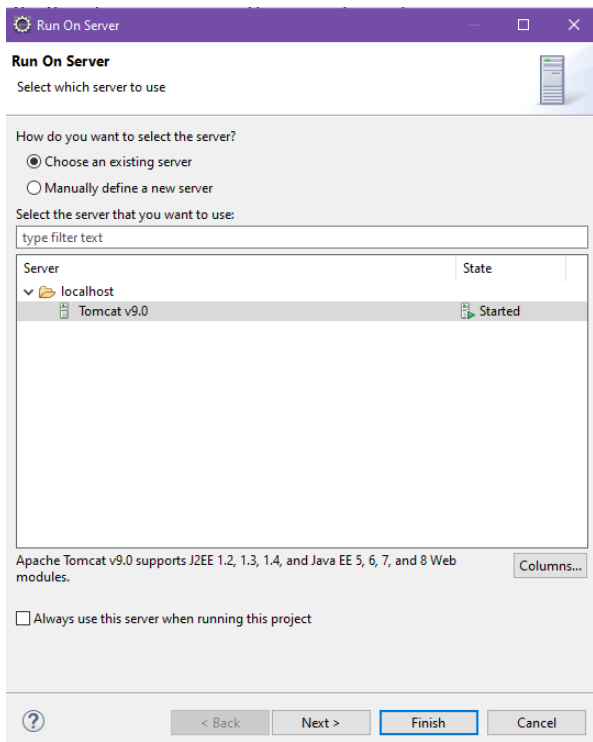 Run On Server
Run On Server
Select which server to use
How do you want to select the server?
Choose an existing server
Manually define a new server
Select the server that you want to use:
type filter text
Server State
localhost
Tomcat v9.0 Started
Apache Tomcat v9.0 supports J2EE 1.2, 1.3, 1.4, and Java EE 5, 6, 7, and 8 Web
modules.
Columns...
Always use this server when running this project
? < Back Next > Finish Cancel